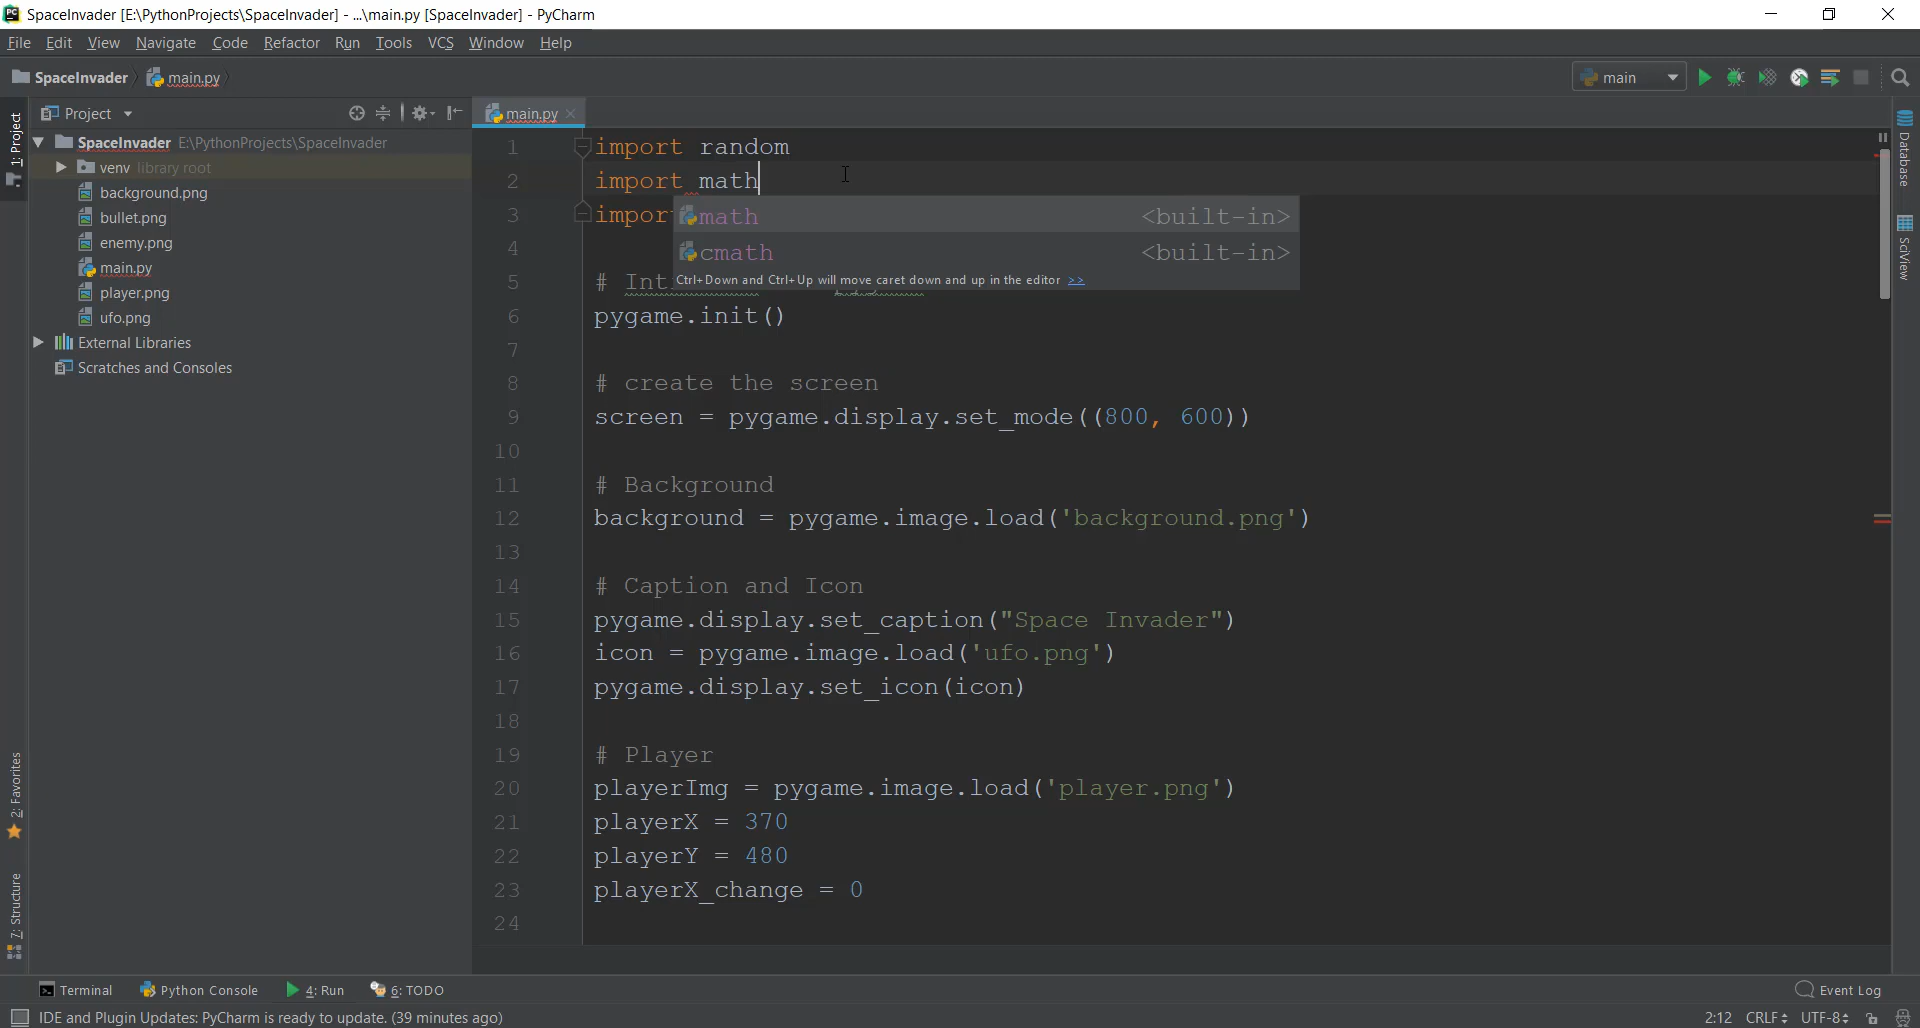 SpaceInvader [E:\PythonProjects\SpaceInvader] - ...\main.py [SpaceInvader] - PyCharm
File Edit View Navigate Code Refactor Run Tools VCS Window Help
SpaceInvader main.py main
Project
main.py
1: Project
SpaceInvader E:\PythonProjects\SpaceInvader
venv library root
background.png
bullet.png
enemy.png
main.py
player.png
ufo.png
External Libraries
Scratches and Consoles
2: Favorites
7: Structure
1 import random
2 import math
3 impor
math <built-in>
cmath <built-in>
Ctrl+Down and Ctrl+Up will move caret down and up in the editor >>
4
5 # Int
6 pygame.init()
7
8 # create the screen
9 screen = pygame.display.set_mode((800, 600))
10
11 # Background
12 background = pygame.image.load('background.png')
13
14 # Caption and Icon
15 pygame.display.set_caption("Space Invader")
16 icon = pygame.image.load('ufo.png')
17 pygame.display.set_icon(icon)
18
19 # Player
20 playerImg = pygame.image.load('player.png')
21 playerX = 370
22 playerY = 480
23 playerX_change = 0
24
Database
SciView
Terminal Python Console 4: Run 6: TODO Event Log
IDE and Plugin Updates: PyCharm is ready to update. (39 minutes ago) 2:12 CRLF UTF-8